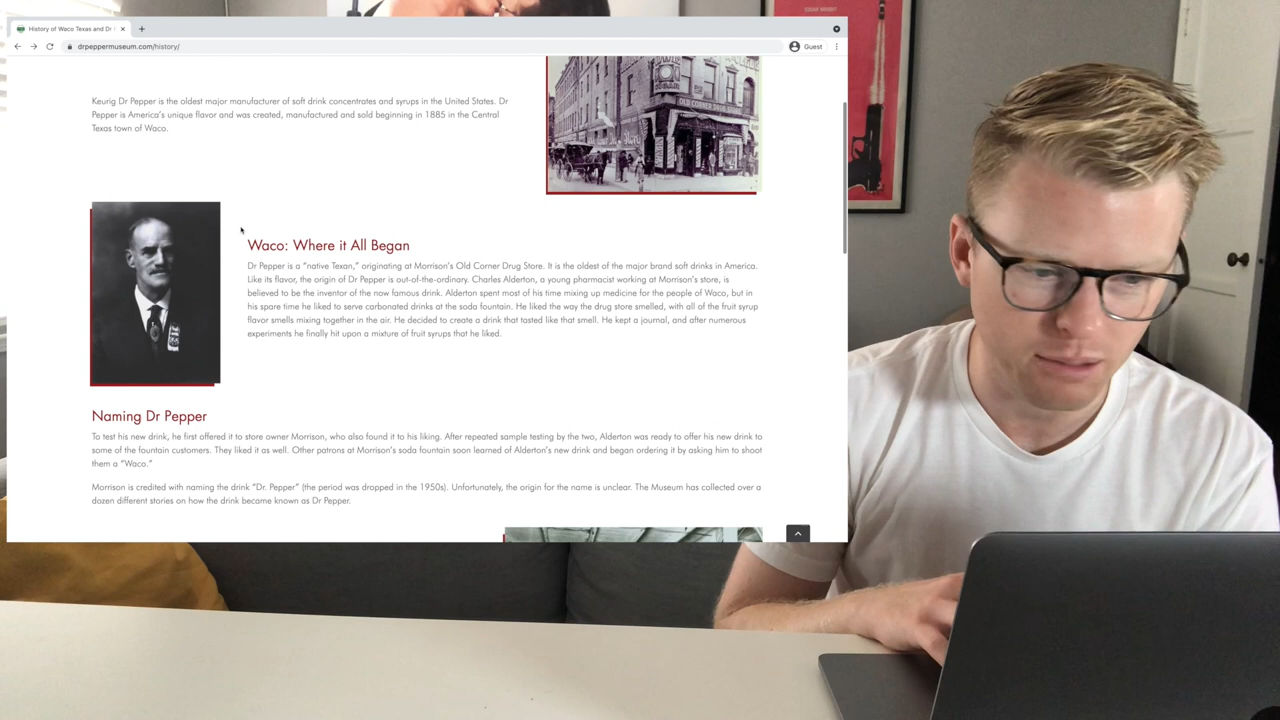 EDGAR WRIGHT
History of Waco Texas and Dr
drpeppermuseum.com/history/
Guest
OLD CORNER DRUG STORE
Keurig Dr Pepper is the oldest major manufacturer of soft drink concentrates and syrups in the United States. Dr
Pepper is America's unique flavor and was created, manufactured and sold beginning in 1885 in the Central
Texas town of Waco.
Waco: Where it All Began
Dr Pepper is a “native Texan,” originating at Morrison's Old Corner Drug Store. It is the oldest of the major brand soft drinks in America.
Like its flavor, the origin of Dr Pepper is out-of-the-ordinary. Charles Alderton, a young pharmacist working at Morrison's store, is
believed to be the inventor of the now famous drink. Alderton spent most of his time mixing up medicine for the people of Waco, but in
his spare time he liked to serve carbonated drinks at the soda fountain. He liked the way the drug store smelled, with all of the fruit syrup
flavor smells mixing together in the air. He decided to create a drink that tasted like that smell. He kept a journal, and after numerous
experiments he finally hit upon a mixture of fruit syrups that he liked.
Naming Dr Pepper
To test his new drink, he first offered it to store owner Morrison, who also found it to his liking. After repeated sample testing by the two, Alderton was ready to offer his new drink to
some of the fountain customers. They liked it as well. Other patrons at Morrison's soda fountain soon learned of Alderton's new drink and began ordering it by asking him to shoot
them a “Waco.”
Morrison is credited with naming the drink “Dr. Pepper” (the period was dropped in the 1950s). Unfortunately, the origin for the name is unclear. The Museum has collected over a
dozen different stories on how the drink became known as Dr Pepper.